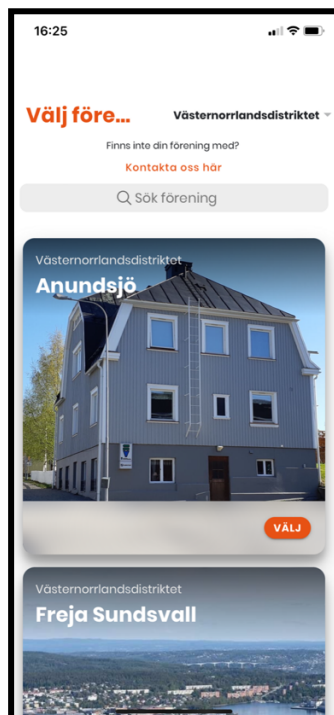 16:25
Välj före...
Västernorrlandsdistriktet
Finns inte din förening med?
Kontakta oss här
Sök förening
Västernorrlandsdistriktet
Anundsjö
VÄLJ
Västernorrlandsdistriktet
Freja Sundsvall